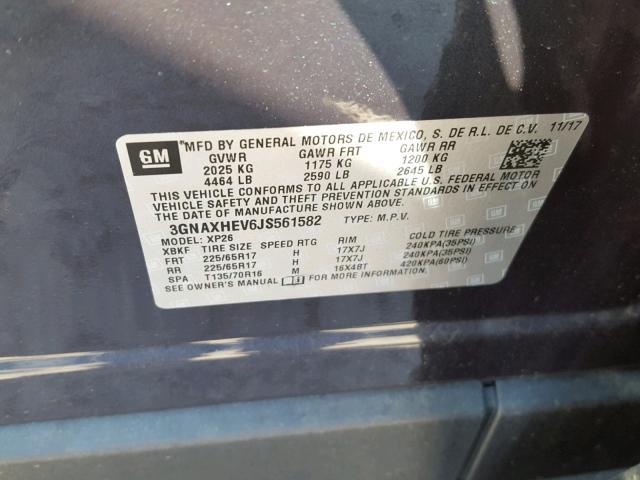 GM
MFD BY GENERAL MOTORS DE MEXICO, S. DE R.L. DE C.V. 11/17
GVWR GAWR FRT GAWR RR
2025 KG 1175 KG 1200 KG
4464 LB 2590 LB 2645 LB
THIS VEHICLE CONFORMS TO ALL APPLICABLE U.S. FEDERAL MOTOR
VEHICLE SAFETY, BUMPER, AND THEFT PREVENTION STANDARDS IN EFFECT ON
THE DATE OF MANUFACTURE SHOWN ABOVE.
3GNAXHEV6JS561582 TYPE: M.P.V.
MODEL: XP26
XBKF TIRE SIZE SPEED RTG RIM COLD TIRE PRESSURE
FRT 225/65R17 H 17X7J 240KPA(35PSI)
RR 225/65R17 H 17X7J 240KPA(35PSI)
SPA T135/70R16 M 16X4BT 420KPA(60PSI)
SEE OWNER'S MANUAL FOR MORE INFORMATION